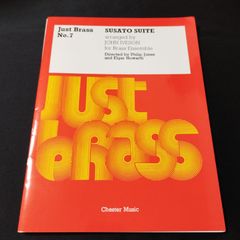 Just Brass
No.7
SUSATO SUITE
arranged by
JOHN IVESON
for Brass Ensemble
Directed by Philip Jones
and Elgar Howarth
just
brass
Chester Music